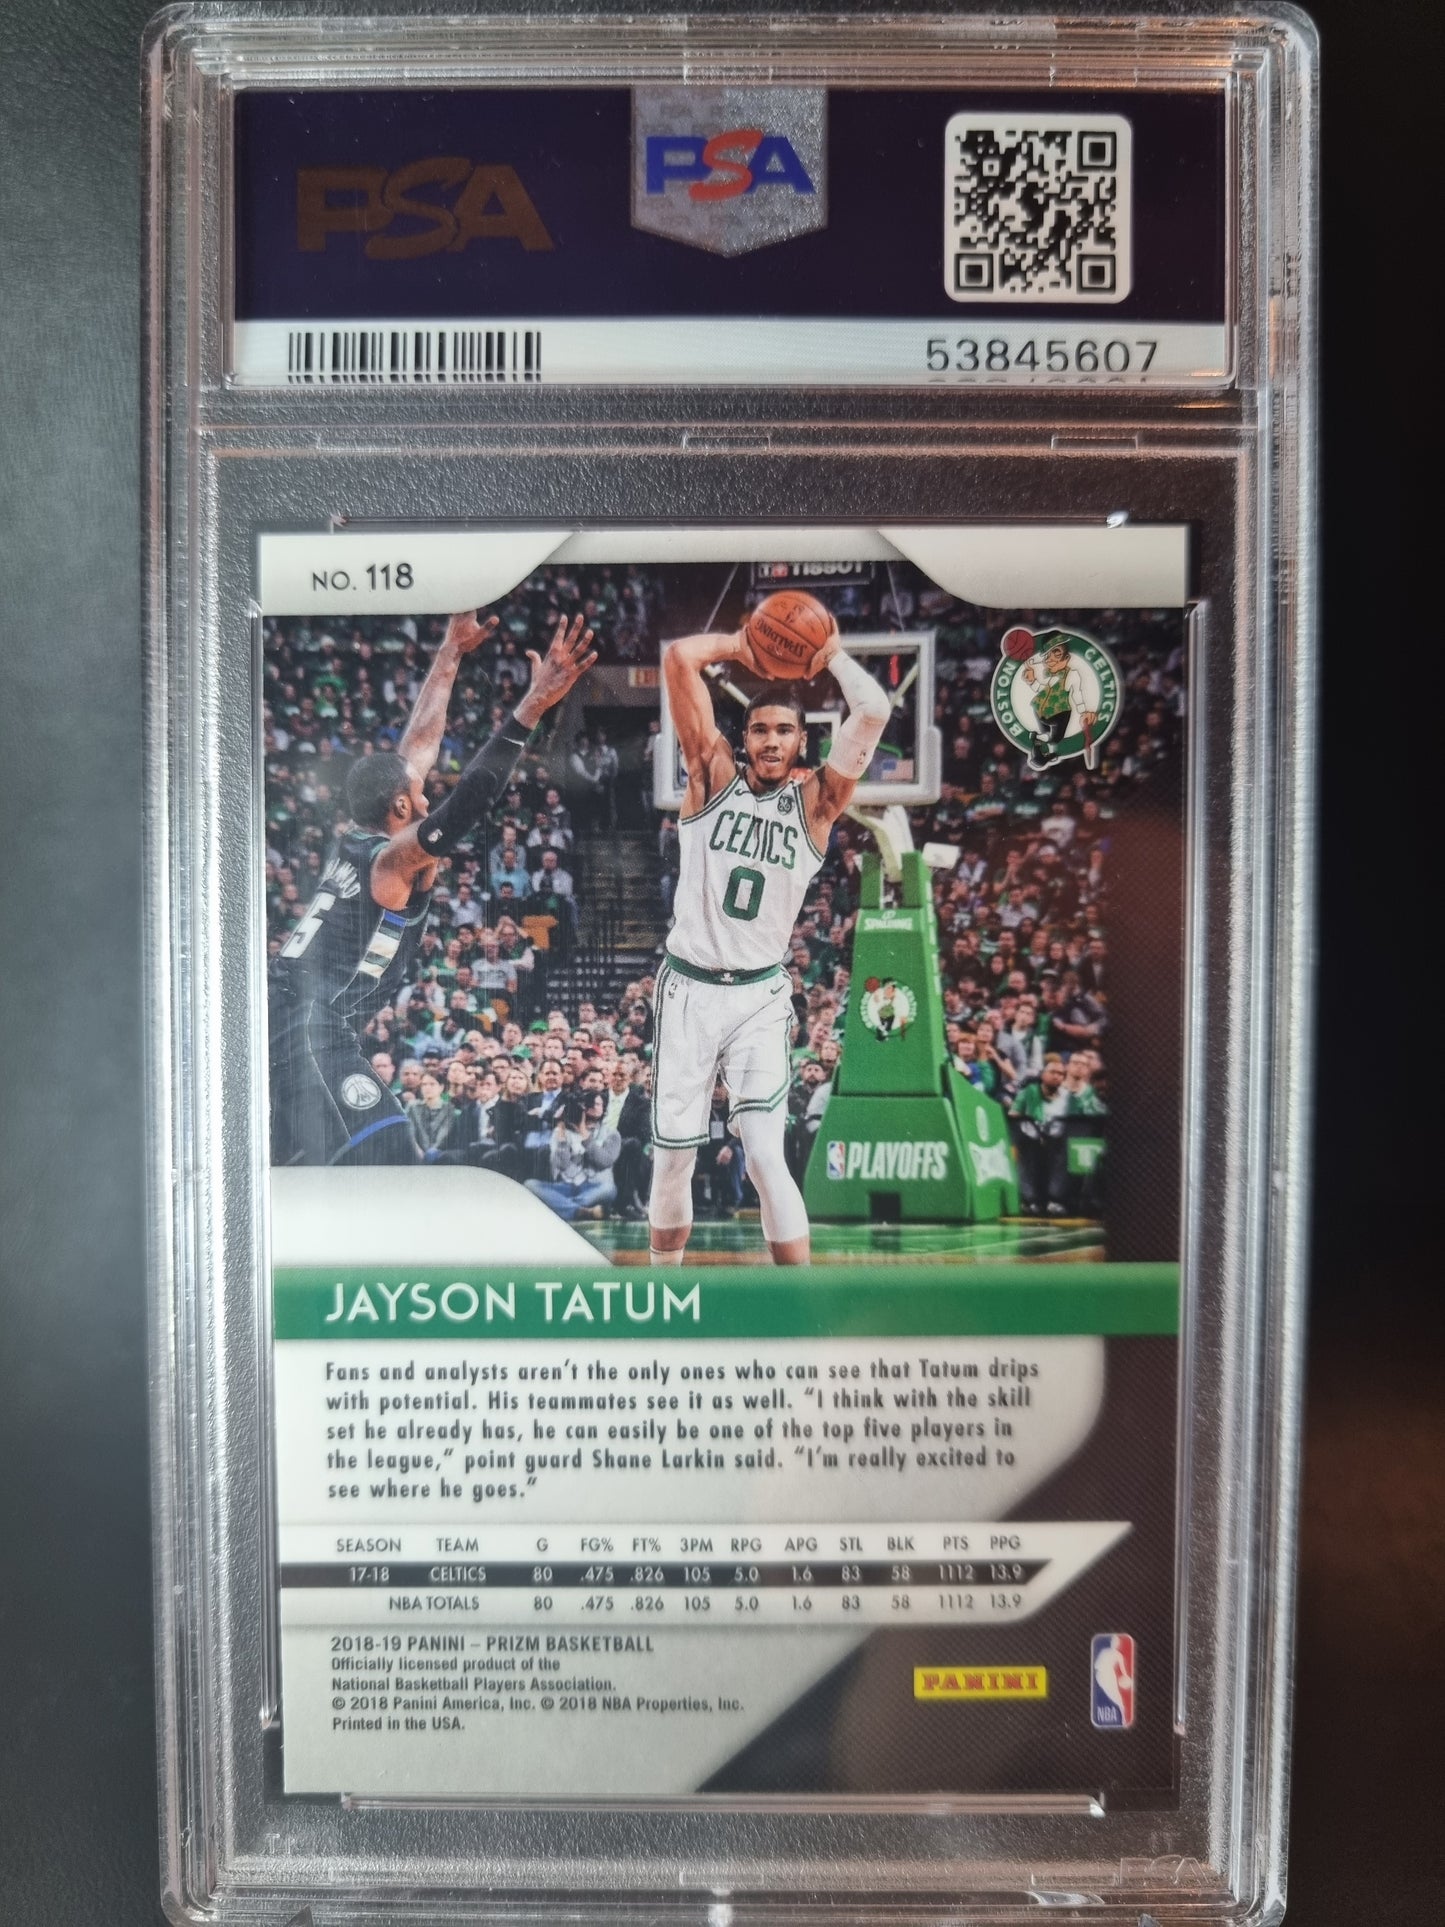 PSA
PSA
53845607
NO. 118
TISSOT
SPALDING
BOSTON CELTICS
CELTICS
0
5
SPALDING
PLAYOFFS
JAYSON TATUM
Fans and analysts aren't the only ones who can see that Tatum drips
with potential. His teammates see it as well. "I think with the skill
set he already has, he can easily be one of the top five players in
the league," point guard Shane Larkin said. "I'm really excited to
see where he goes."
SEASON TEAM G FG% FT% 3PM RPG APG STL BLK PTS PPG
17-18 CELTICS 80 .475 .826 105 5.0 1.6 83 58 1112 13.9
NBA TOTALS 80 .475 .826 105 5.0 1.6 83 58 1112 13.9
2018-19 PANINI – PRIZM BASKETBALL
Officially licensed product of the
National Basketball Players Association.
© 2018 Panini America, Inc. © 2018 NBA Properties, Inc.
Printed in the USA.
PANINI
NBA
PSA